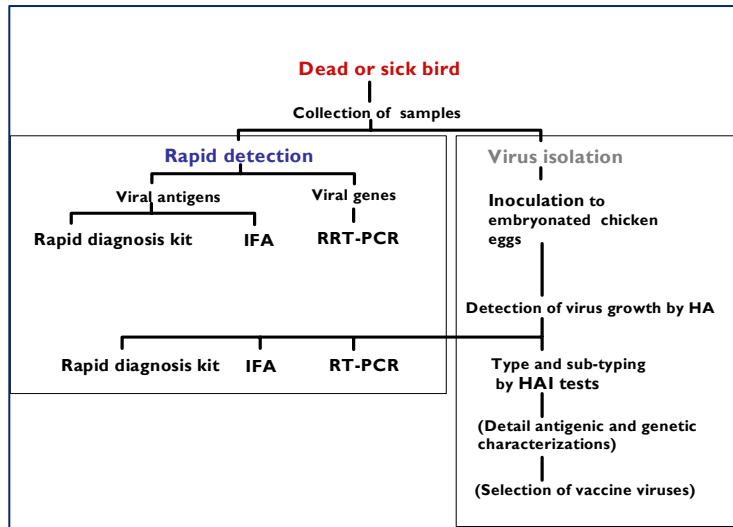 Dead or sick bird
Collection of samples
Rapid detection
Viral antigens
Viral genes
Rapid diagnosis kit
IFA
RRT-PCR
Virus isolation
Inoculation to
embryonated chicken
eggs
Detection of virus growth by HA
Rapid diagnosis kit
IFA
RT-PCR
Type and sub-typing
by HAI tests
(Detail antigenic and genetic
characterizations)
(Selection of vaccine viruses)